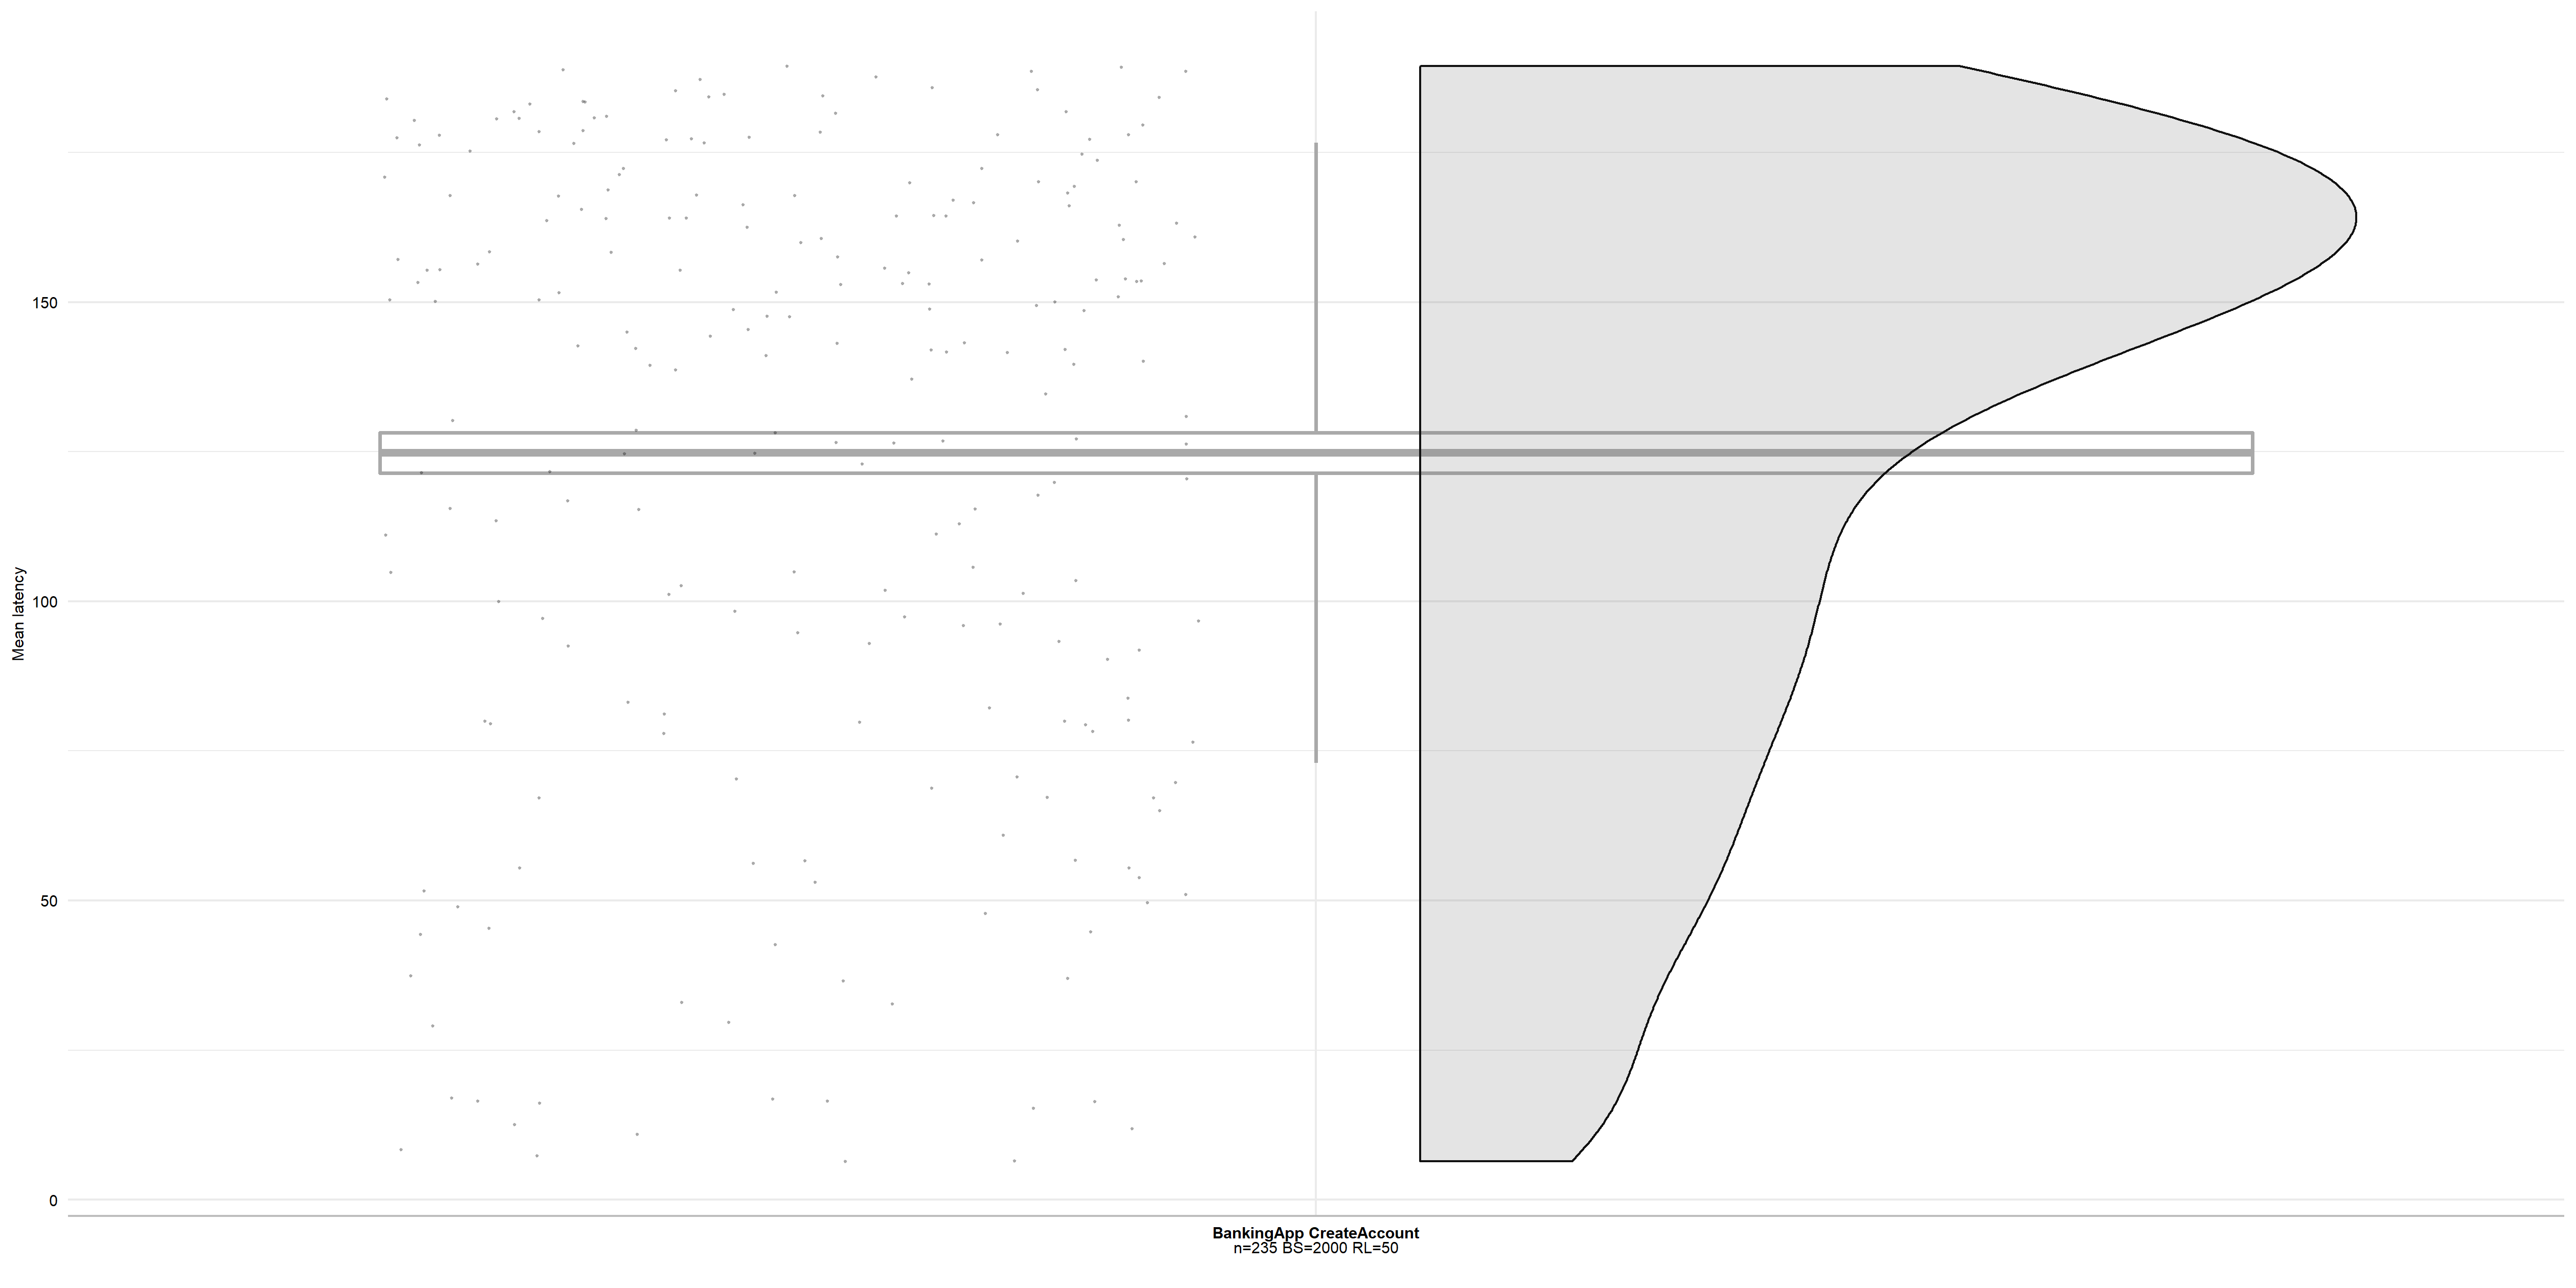 Mean latency
150
100
50
0
BankingApp CreateAccount
n=235 BS=2000 RL=50